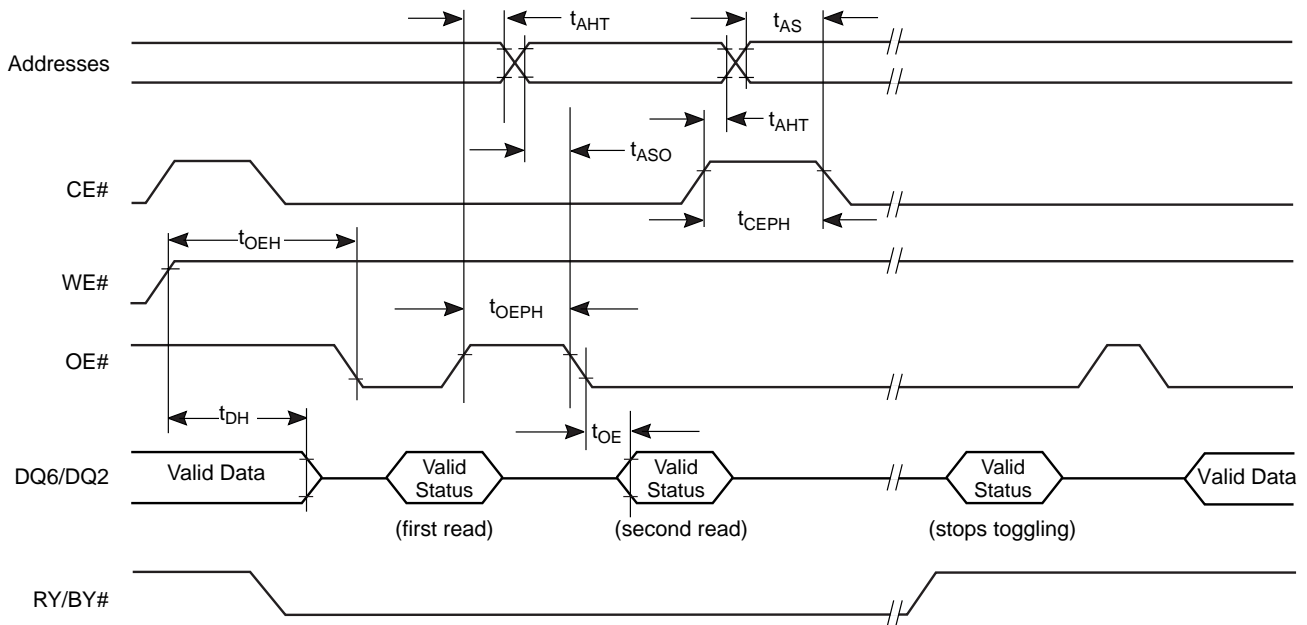 tAHT
tAS
Addresses
tAHT
tASO
CE#
tCEPH
tOEH
WE#
tOEPH
OE#
tDH
tOE
DQ6/DQ2
Valid Data
Valid
Status
Valid
Status
Valid
Status
Valid Data
(first read)
(second read)
(stops toggling)
RY/BY#